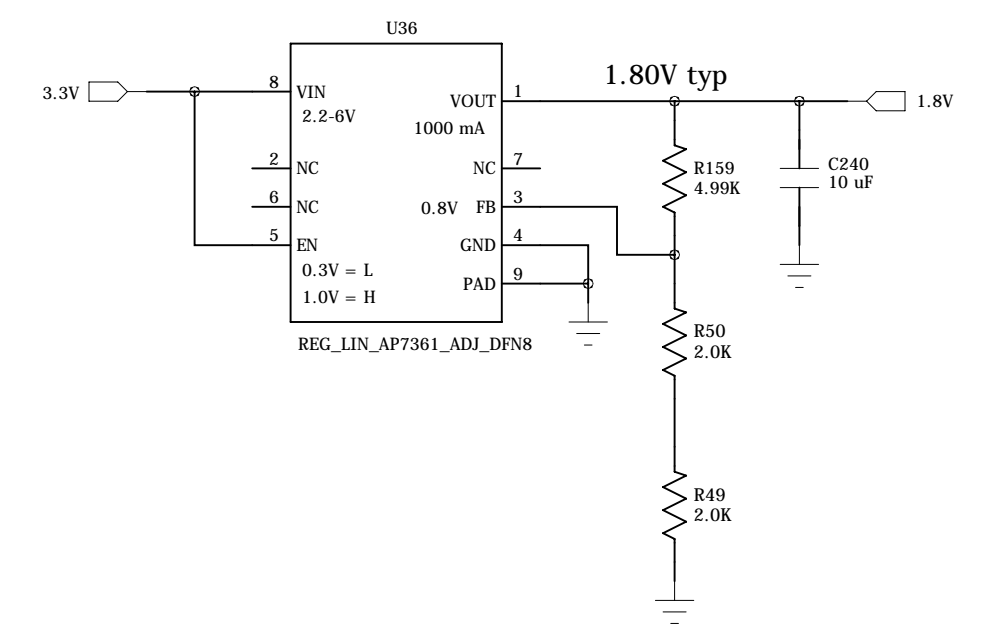 U36
1.80V typ
3.3V
8
VIN
2.2-6V
VOUT
1
1.8V
1000 mA
2
NC
NC
7
R159
4.99K
C240
10 uF
6
NC
0.8V
FB
3
5
EN
GND
4
0.3V = L
1.0V = H
PAD
9
REG_LIN_AP7361_ADJ_DFN8
R50
2.0K
R49
2.0K